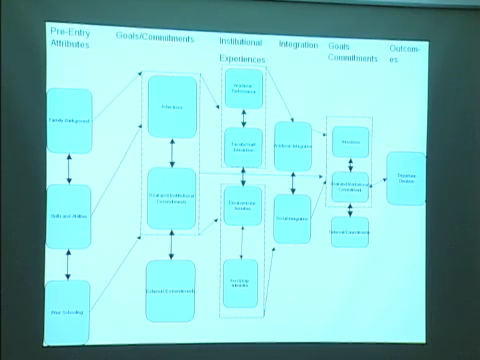 Pre-Entry
Attributes
Goals/Commitments
Institutional
Experiences
Integration
Goals
Commitments
Outcom-
es
Family Background
Skills and Abilities
Prior Schooling
Intentions
Goal and Institutional
Commitments
External Commitments
Academic
Performance
Faculty/Staff
Interactions
Extracurricular
Activities
Peer Group
Interactions
Academic Integration
Social Integration
Intentions
Goal and Institutional
Commitment
External Commitments
Departure
Decision